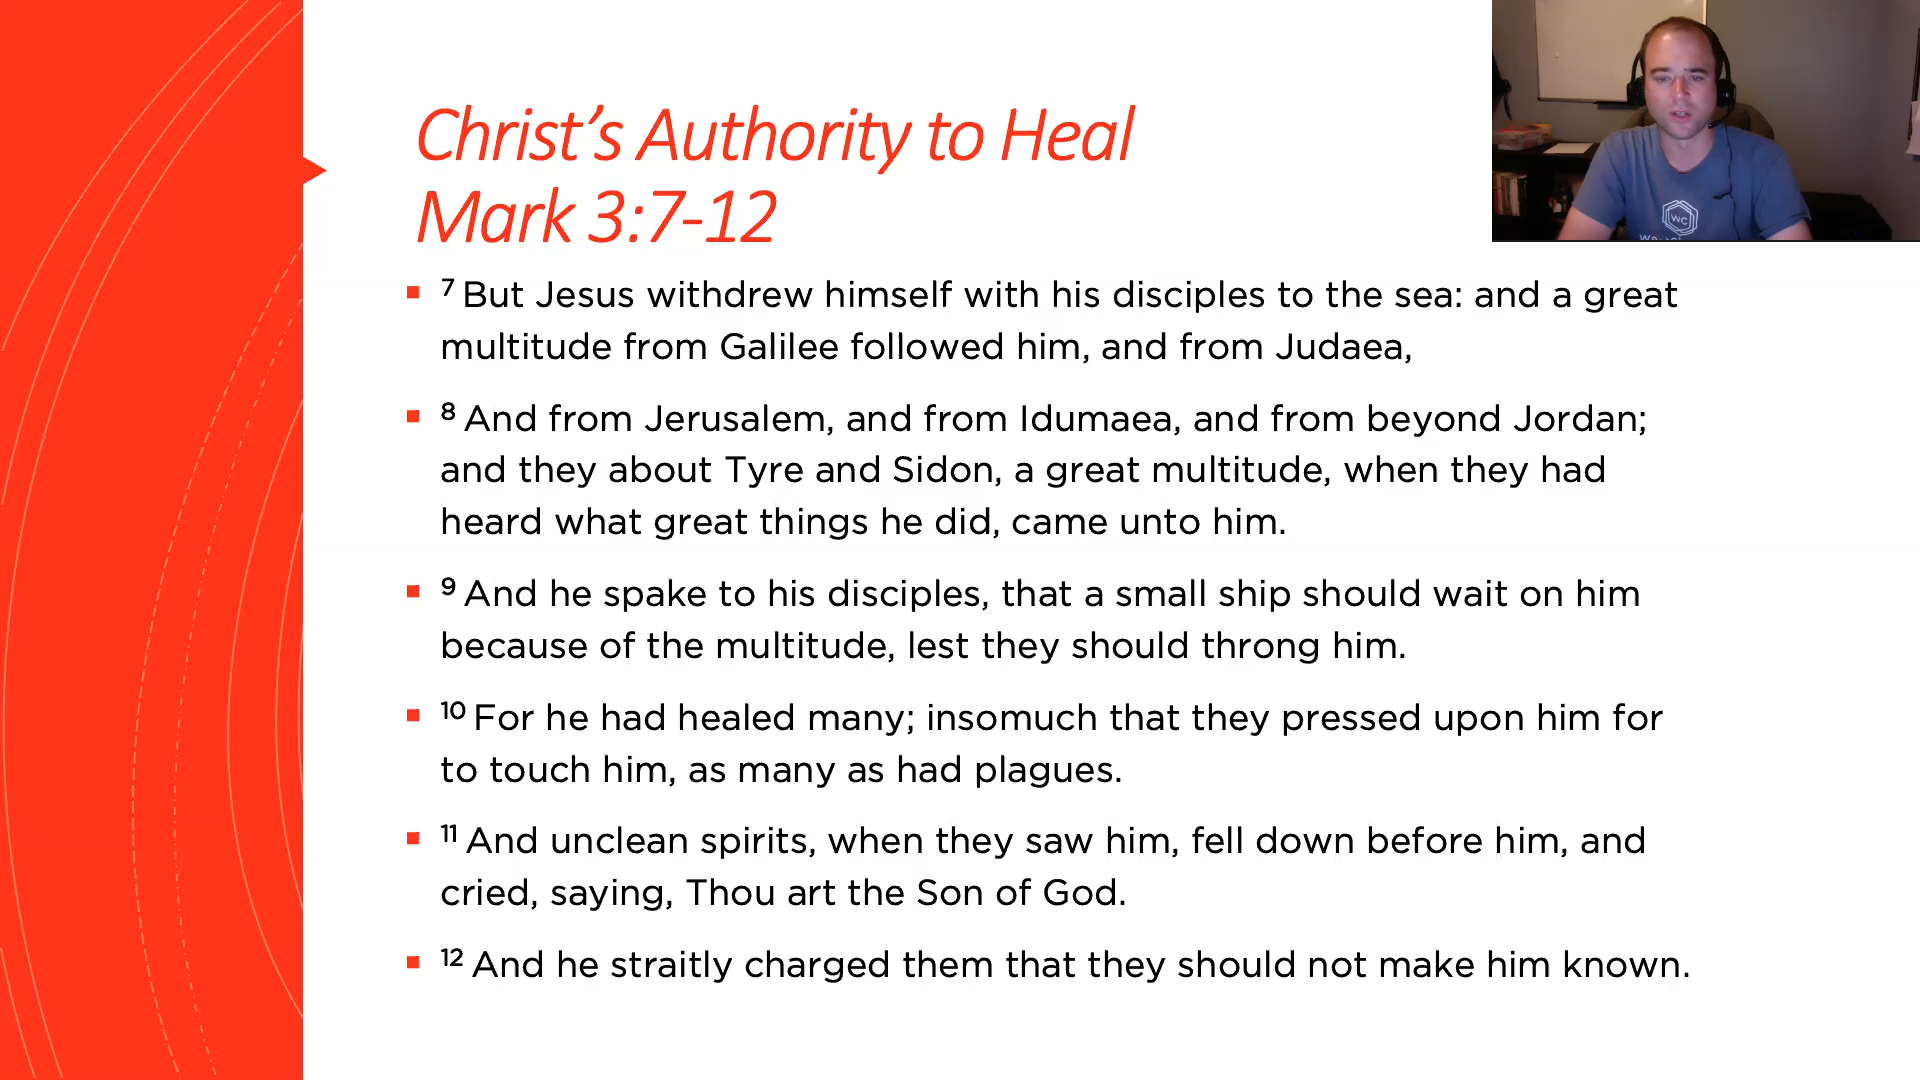 Christ’s Authority to Heal
Mark 3:7-12
WC
7 But Jesus withdrew himself with his disciples to the sea: and a great
multitude from Galilee followed him, and from Judaea,
8 And from Jerusalem, and from Idumaea, and from beyond Jordan;
and they about Tyre and Sidon, a great multitude, when they had
heard what great things he did, came unto him.
9 And he spake to his disciples, that a small ship should wait on him
because of the multitude, lest they should throng him.
10 For he had healed many; insomuch that they pressed upon him for
to touch him, as many as had plagues.
11 And unclean spirits, when they saw him, fell down before him, and
cried, saying, Thou art the Son of God.
12 And he straitly charged them that they should not make him known.